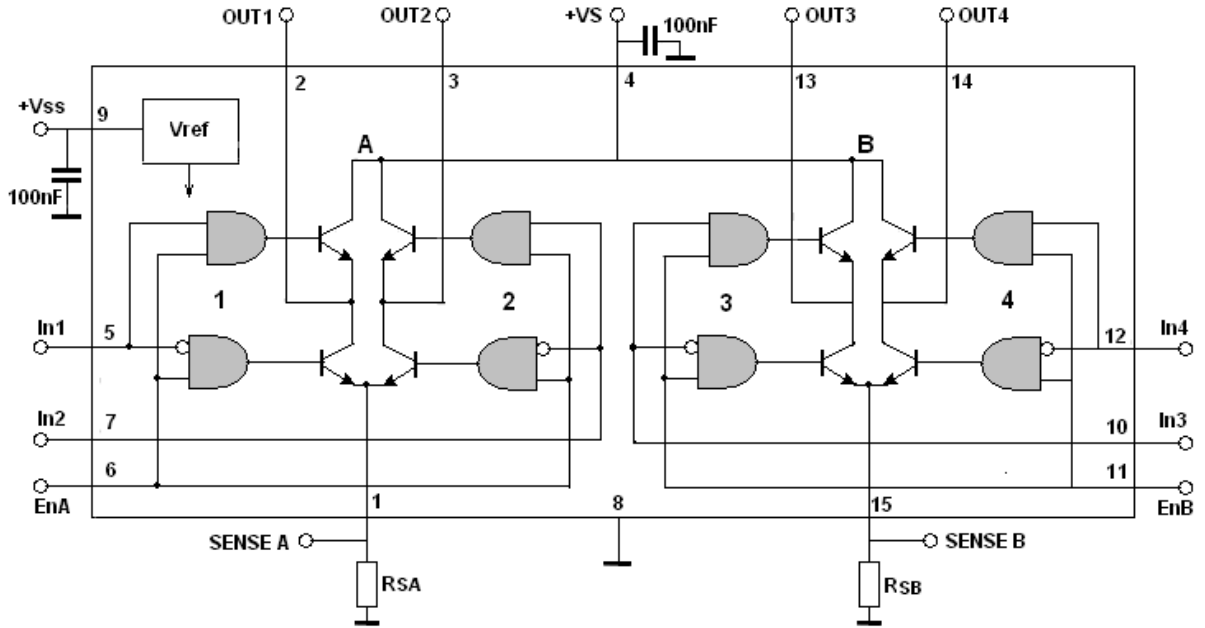 OUT1 OUT2 +VS 100nF OUT3 OUT4
2 3 4 13 14
+Vss 9 Vref
A B
100nF
1 2 3 4
In1 5 12 In4
In2 7 10 In3
6 11
EnA 1 8 15 EnB
SENSE A SENSE B
RSA RSB